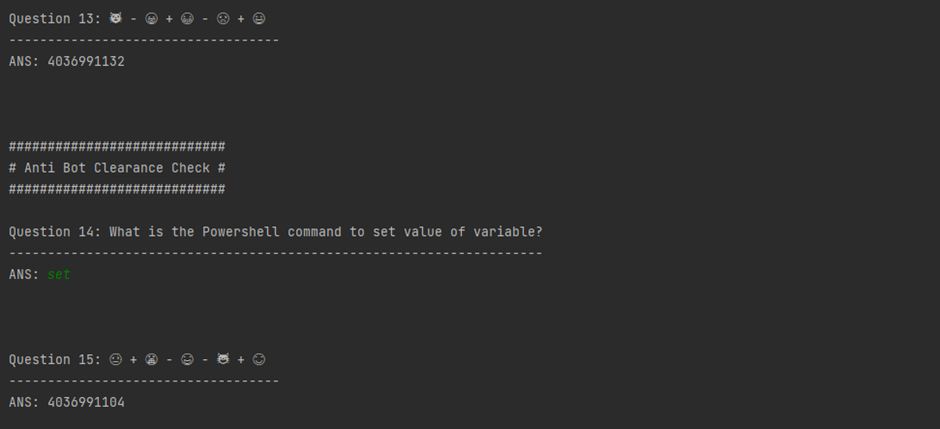 Question 13: 😼 - 😁 + 😂 - 😟 + 😃
-----------------------------------
ANS: 4036991132
############################
# Anti Bot Clearance Check #
############################
Question 14: What is the Powershell command to set value of variable?
---------------------------------------------------------------------
ANS: set
Question 15: 😐 + 😫 - 😅 - 😈 + 😊
-----------------------------------
ANS: 4036991104